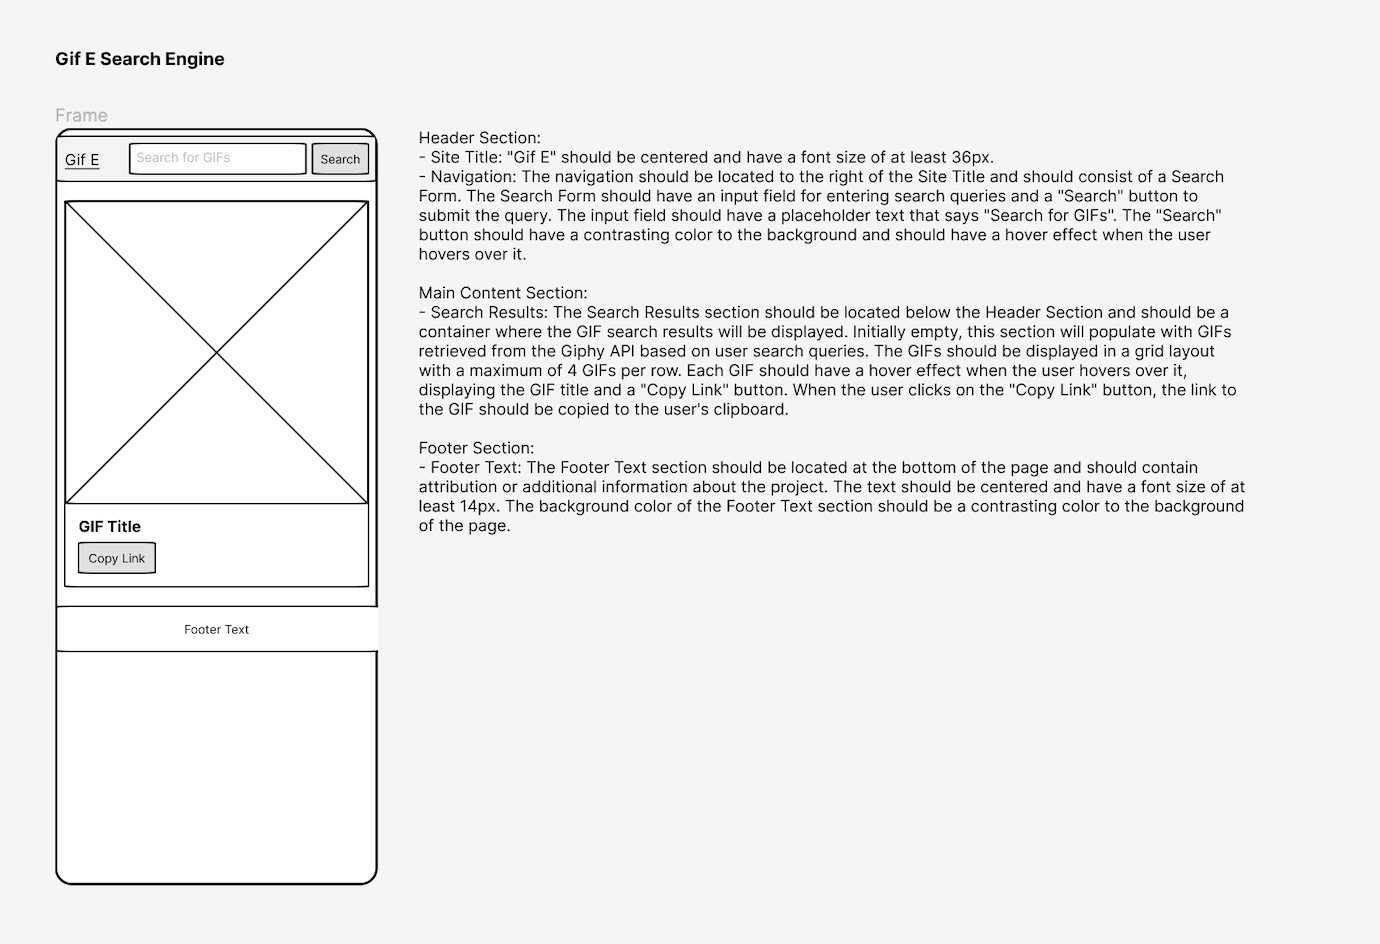 Gif E Search Engine
Frame
Gif E
Search for GIFs
Search
GIF Title
Copy Link
Footer Text
Header Section:
- Site Title: "Gif E" should be centered and have a font size of at least 36px.
- Navigation: The navigation should be located to the right of the Site Title and should consist of a Search
Form. The Search Form should have an input field for entering search queries and a "Search" button to
submit the query. The input field should have a placeholder text that says "Search for GIFs". The "Search"
button should have a contrasting color to the background and should have a hover effect when the user
hovers over it.
Main Content Section:
- Search Results: The Search Results section should be located below the Header Section and should be a
container where the GIF search results will be displayed. Initially empty, this section will populate with GIFs
retrieved from the Giphy API based on user search queries. The GIFs should be displayed in a grid layout
with a maximum of 4 GIFs per row. Each GIF should have a hover effect when the user hovers over it,
displaying the GIF title and a "Copy Link" button. When the user clicks on the "Copy Link" button, the link to
the GIF should be copied to the user's clipboard.
Footer Section:
- Footer Text: The Footer Text section should be located at the bottom of the page and should contain
attribution or additional information about the project. The text should be centered and have a font size of at
least 14px. The background color of the Footer Text section should be a contrasting color to the background
of the page.